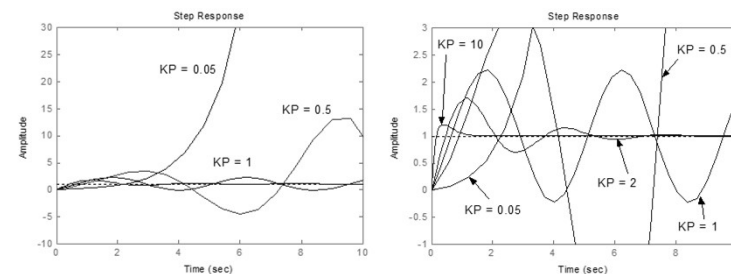 Step Response
30
25
20
15
10
5
0
-5
-10
Amplitude
KP = 0.05
KP = 0.5
KP = 1
0 2 4 6 8 10
Time (sec)
Step Response
3
2.5
2
1.5
1
0.5
0
-0.5
-1
Amplitude
KP = 10
KP = 0.5
KP = 2
KP = 0.05
KP = 1
0 2 4 6 8
Time (sec)